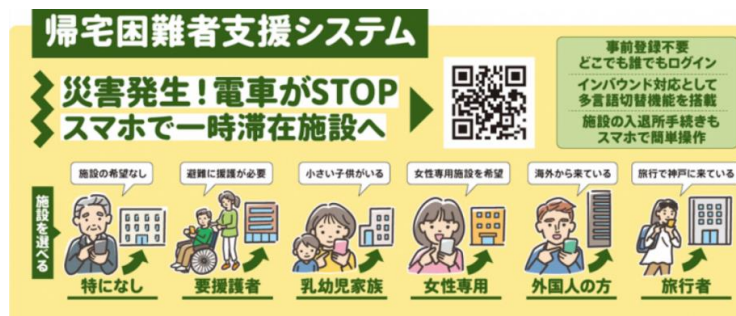 帰宅困難者支援システム
災害発生！電車がSTOP
スマホで一時滞在施設へ
事前登録不要
どこでも誰でもログイン
インバウンド対応として
多言語切替機能を搭載
施設の入退所手続きも
スマホで簡単操作
施設を選べる
施設の希望なし
避難に援護が必要
小さい子供がいる
女性専用施設を希望
海外から来ている
旅行で神戸に来ている
特になし
要援護者
乳幼児家族
女性専用
外国人の方
旅行者